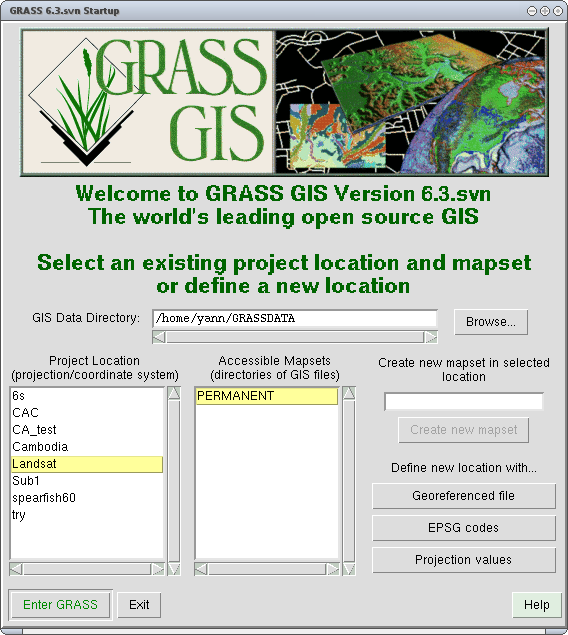 GRASS 6.3.svn Startup
GRASS
GIS
Welcome to GRASS GIS Version 6.3.svn
The world's leading open source GIS
Select an existing project location and mapset
or define a new location
GIS Data Directory:
/home/yann/GRASSDATA
Browse...
Project Location
(projection/coordinate system)
6s
CAC
CA_test
Cambodia
Landsat
Sub1
spearfish60
try
Accessible Mapsets
(directories of GIS files)
PERMANENT
Create new mapset in selected
location
Create new mapset
Define new location with...
Georeferenced file
EPSG codes
Projection values
Enter GRASS
Exit
Help